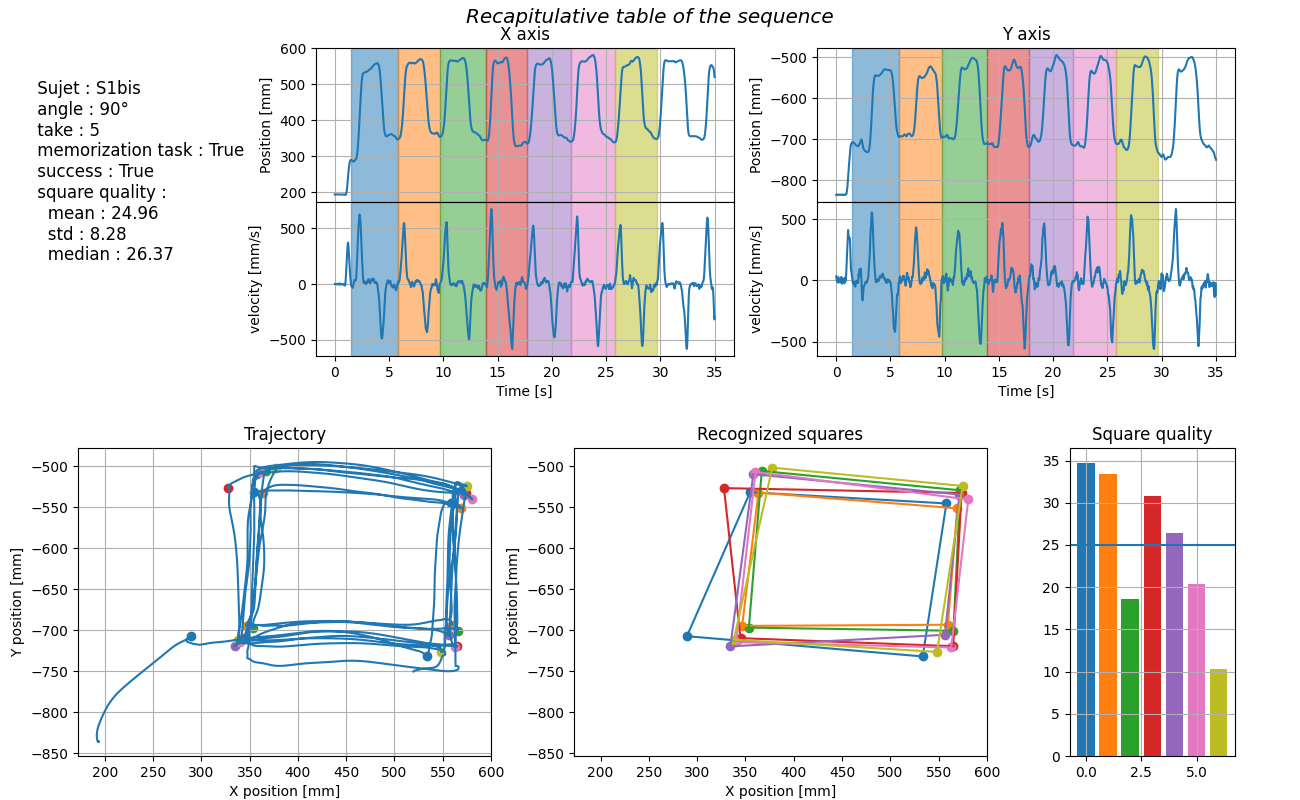 Recapitulative table of the sequence
Sujet : S1bis
angle : 90°
take : 5
memorization task : True
success : True
square quality :
mean : 24.96
std : 8.28
median : 26.37
X axis
Position [mm]
600
500
400
300
200
velocity [mm/s]
500
0
−500
0 5 10 15 20 25 30 35
Time [s]
Y axis
Position [mm]
−500
−600
−700
−800
velocity [mm/s]
500
0
−500
0 5 10 15 20 25 30 35
Time [s]
Trajectory
Y position [mm]
−500
−550
−600
−650
−700
−750
−800
−850
200 250 300 350 400 450 500 550 600
X position [mm]
Recognized squares
Y position [mm]
−500
−550
−600
−650
−700
−750
−800
−850
200 250 300 350 400 450 500 550 600
X position [mm]
Square quality
35
30
25
20
15
10
5
0
0.0 2.5 5.0